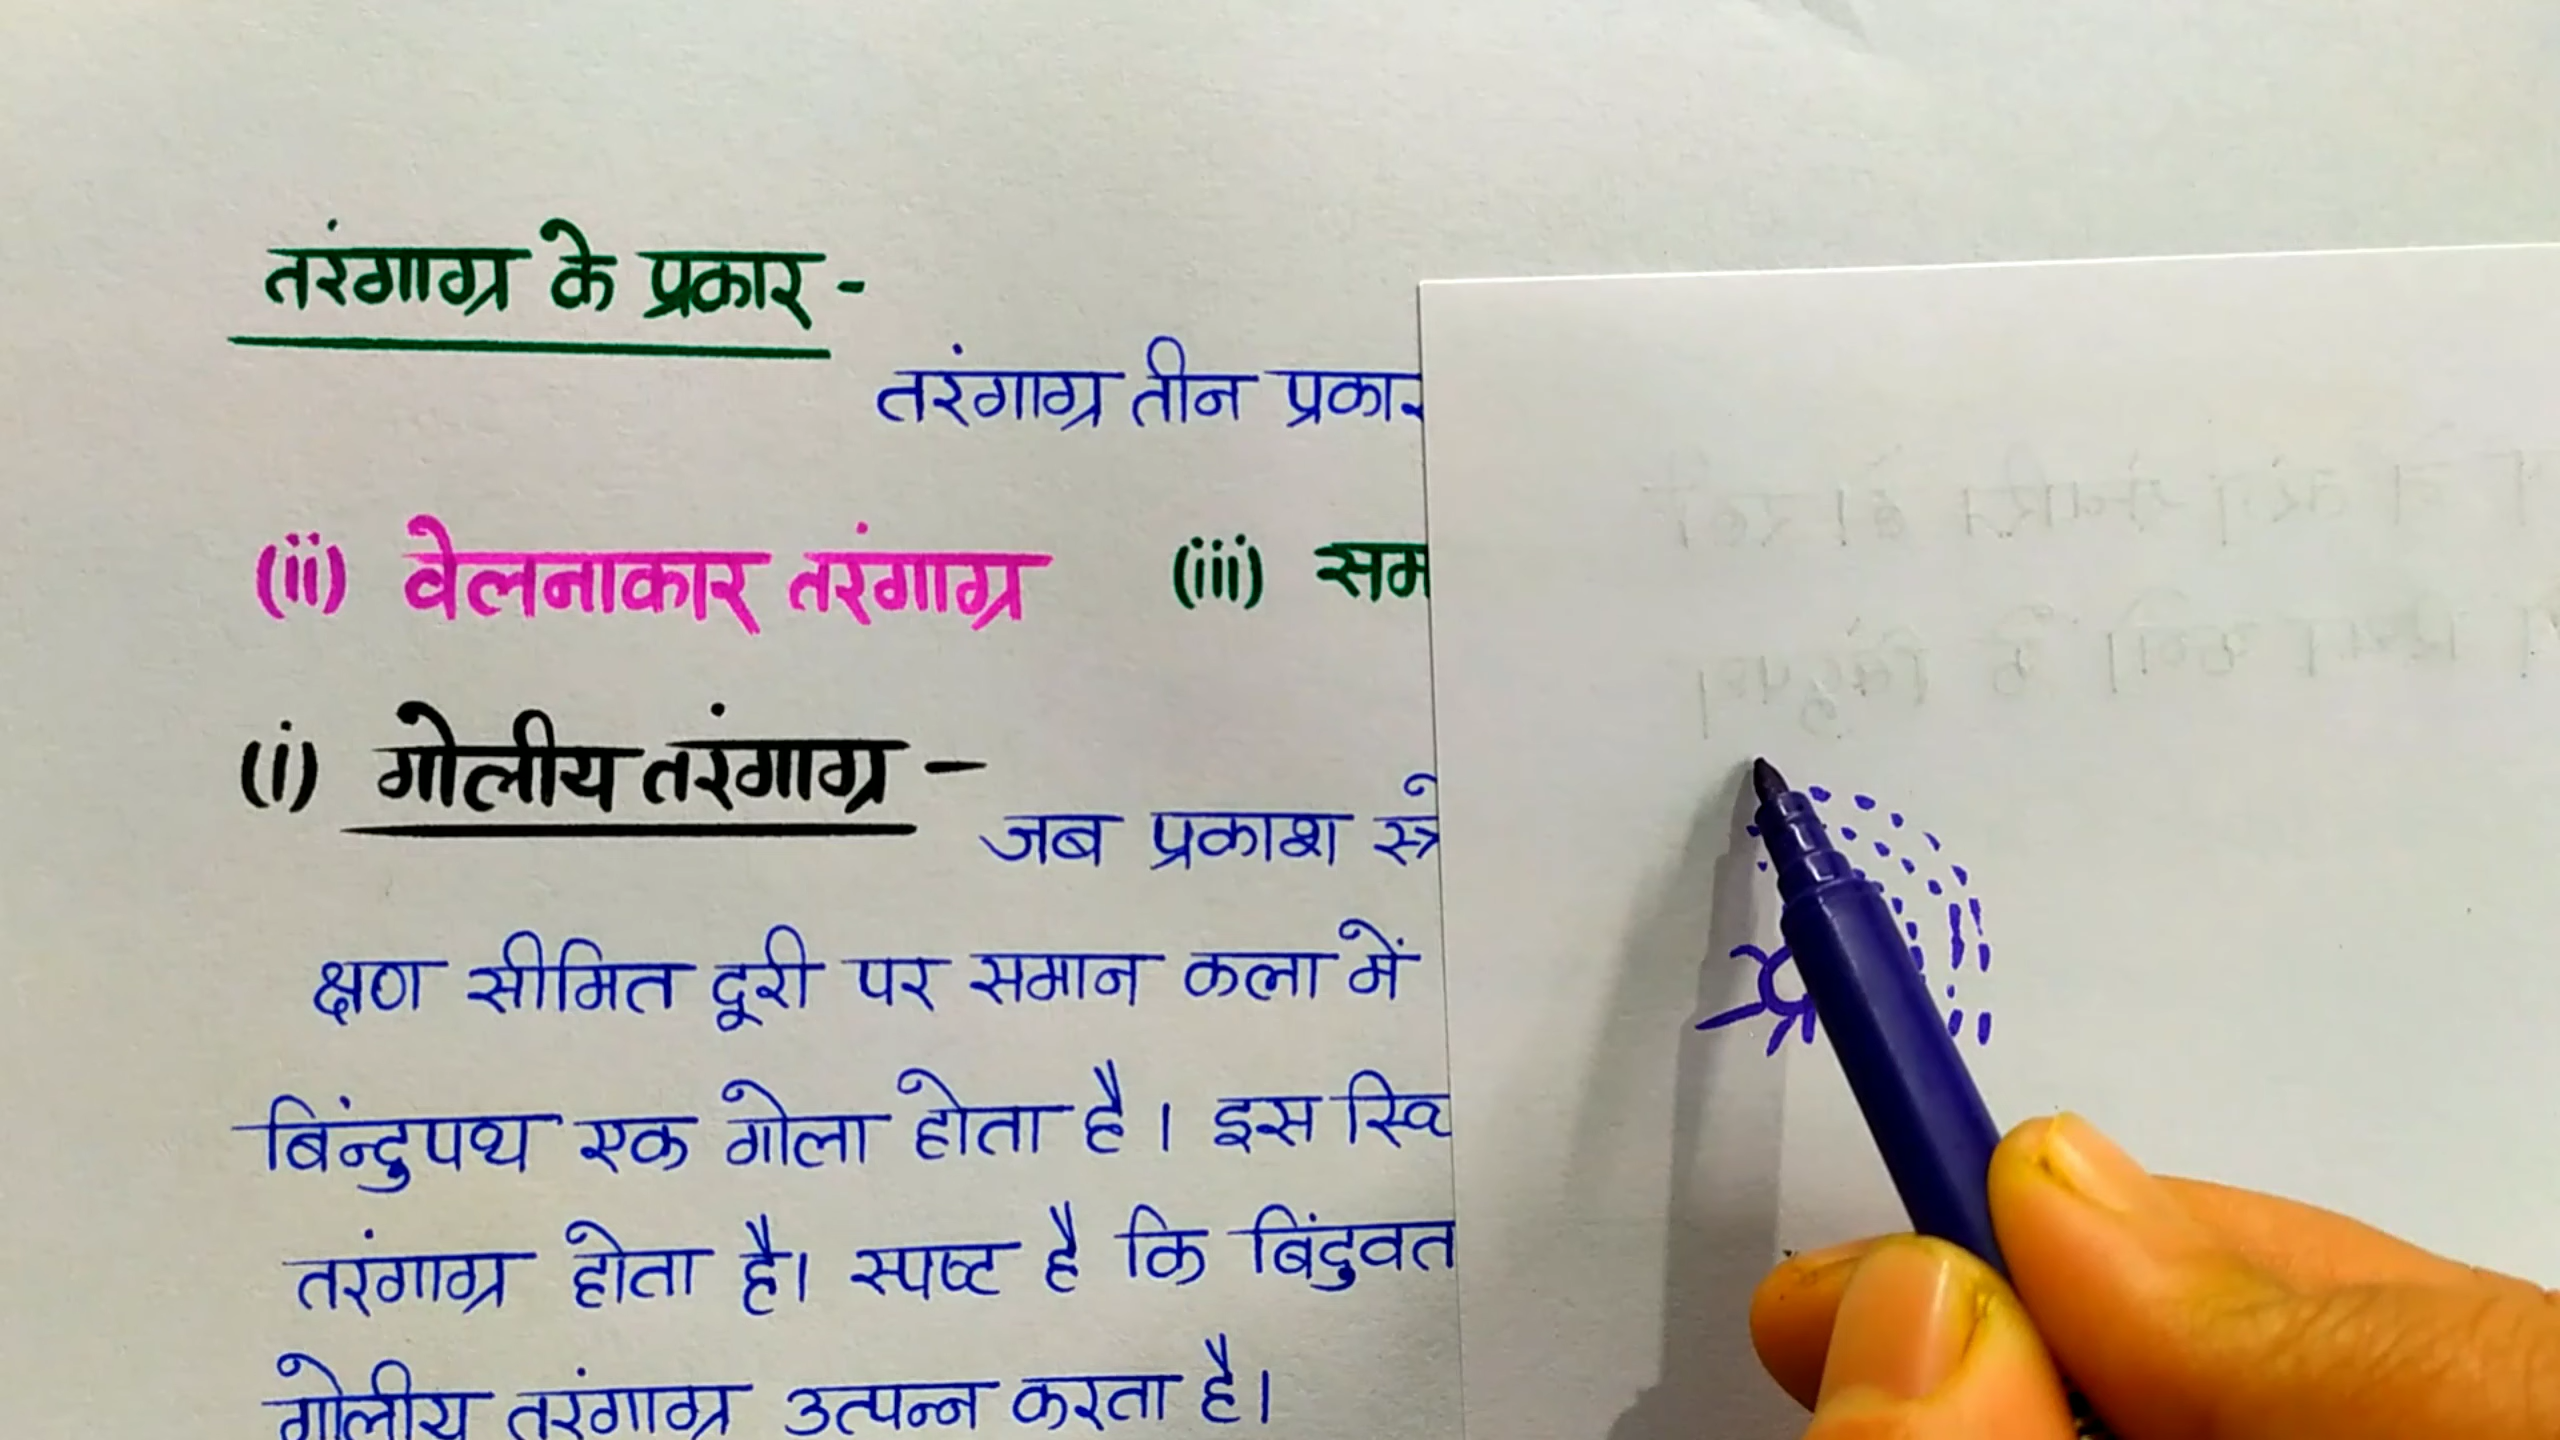 तरंगाग्र के प्रकार -
तरंगाग्र तीन प्रकार
(ii) वेलनाकार तरंगाग्र (iii) सम
(i) गोलीय तरंगाग्र -
जब प्रकाश
क्षण सीमित दूरी पर समान कला में
बिंन्दुपथ एक गोला होता है। इस
तरंगाग्र होता है। स्पष्ट है कि बिंदुवत
गोलीय तरंगाग्र उत्पन्न करता है।